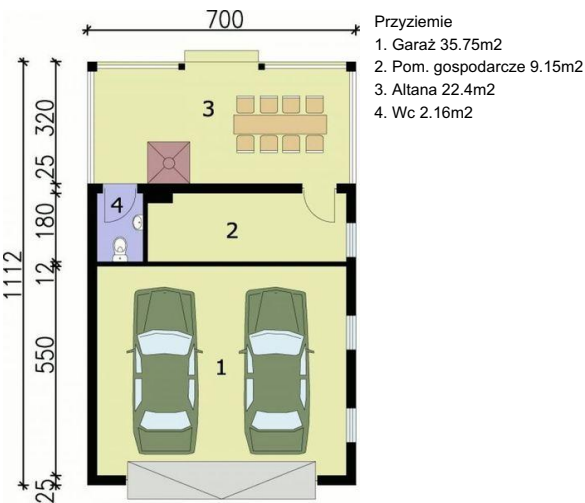 700
Przyziemie
1. Garaż 35.75m2
2. Pom. gospodarcze 9.15m2
3. Altana 22.4m2
4. Wc 2.16m2
320
3
25
180
4
2
1112
12
550
1
25